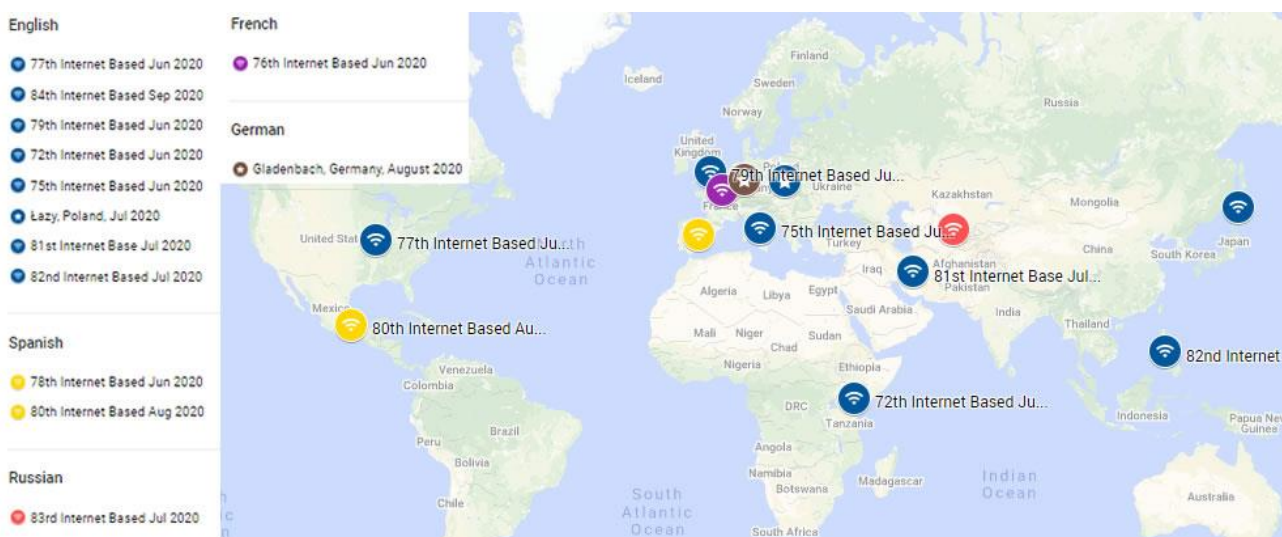 English
77th Internet Based Jun 2020
84th Internet Based Sep 2020
79th Internet Based Jun 2020
72th Internet Based Jun 2020
75th Internet Based Jun 2020
Łazy, Poland, Jul 2020
81st Internet Base Jul 2020
82nd Internet Based Jul 2020
Spanish
78th Internet Based Jun 2020
80th Internet Based Aug 2020
Russian
83rd Internet Based Jul 2020
French
76th Internet Based Jun 2020
German
Gladenbach, Germany, August 2020
Finland
Iceland
Sweden
Russia
Norway
United
Kingdom
79th Internet Based Ju...
Ukraine
Kazakhstan
Mongolia
France
United Stat
77th Internet Based Ju...
75th Internet Based Ju...
Turkey
China
Japan
South Korea
Atlantic
Ocean
Afghanistan
Iraq
81st Internet Base Jul...
Pakistan
Algeria
Libya
Egypt
Saudi Arabia
India
Mexico
80th Internet Based Au...
Mali
Niger
Sudan
Chad
Thailand
82nd Internet
Nigeria
Ethiopia
Venezuela
Colombia
DRC
72th Internet Based Ju...
Tanzania
Indonesia
Papua New
Guinea
Peru
Brazil
Angola
Bolivia
Namibia
Botswana
Madagascar
Indian
Ocean
Australia
Chile
South
Atlantic
Ocean
South Africa